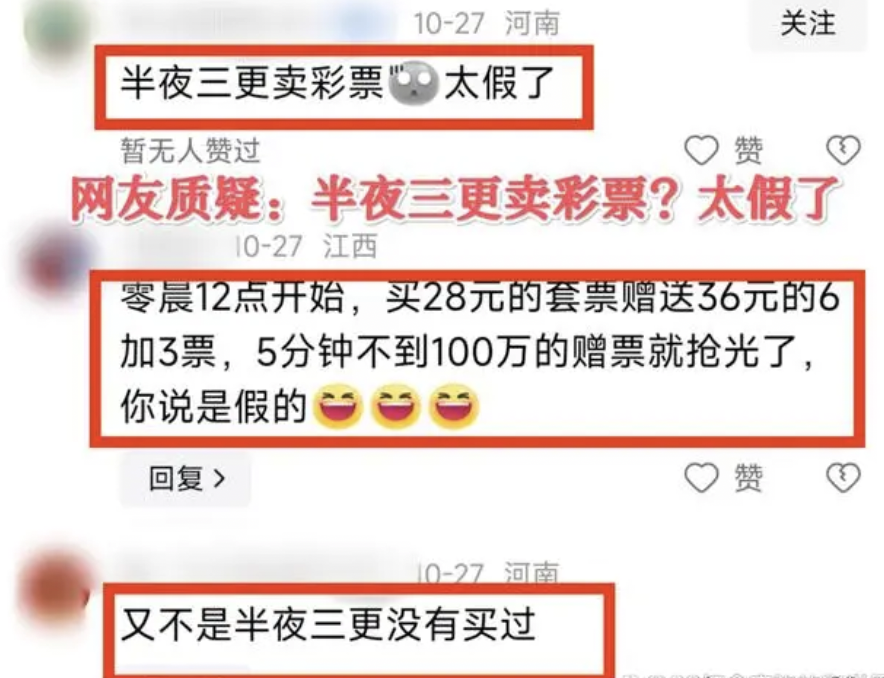 10-27 河南
关注
半夜三更卖彩票太假了
暂无人赞过
赞
网友质疑：半夜三更卖彩票？太假了
10-27 江西
零晨12点开始，买28元的套票赠送36元的6
加3票，5分钟不到100万的赠票就抢光了，
你说是假的😆😆😆
回复 >
赞
10-27 河南
又不是半夜三更没有买过